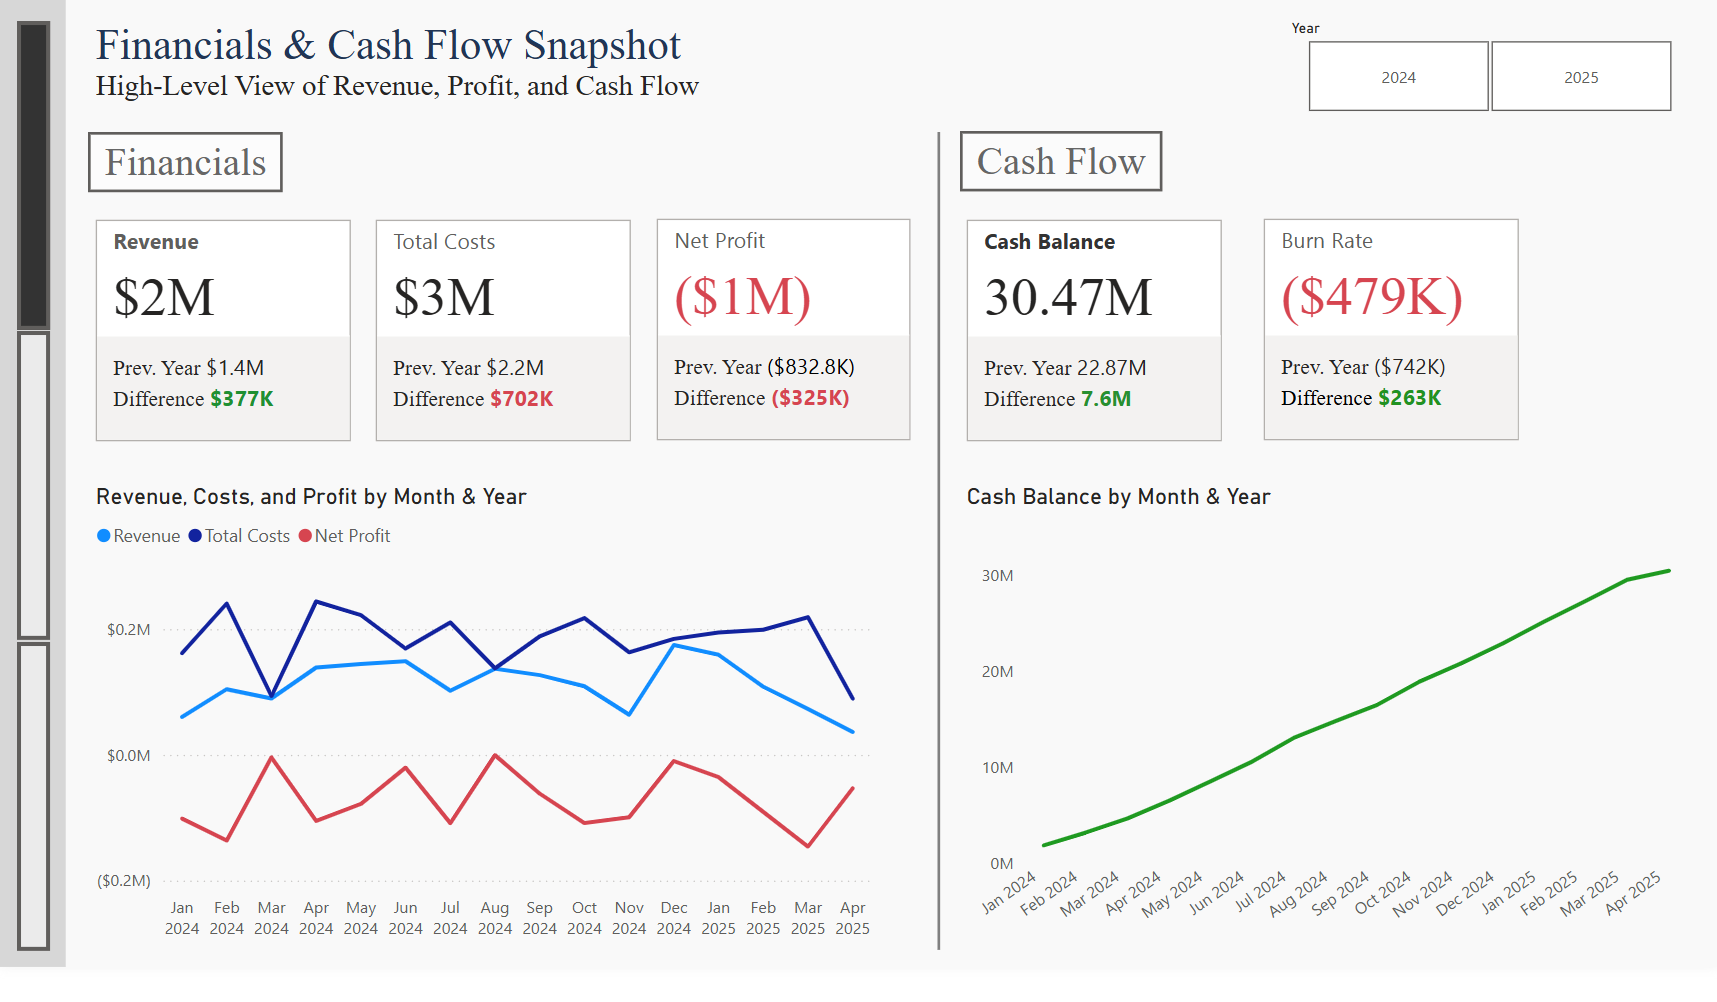 Financials & Cash Flow Snapshot
High-Level View of Revenue, Profit, and Cash Flow
Year
2024
2025
Financials
Revenue
$2M
Prev. Year $1.4M
Difference $377K
Total Costs
$3M
Prev. Year $2.2M
Difference $702K
Net Profit
($1M)
Prev. Year ($832.8K)
Difference ($325K)
Revenue, Costs, and Profit by Month & Year
Revenue Total Costs Net Profit
$0.2M
$0.0M
($0.2M)
Jan Feb Mar Apr May Jun Jul Aug Sep Oct Nov Dec Jan Feb Mar Apr
2024 2024 2024 2024 2024 2024 2024 2024 2024 2024 2024 2024 2025 2025 2025 2025
Cash Flow
Cash Balance
30.47M
Prev. Year 22.87M
Difference 7.6M
Burn Rate
($479K)
Prev. Year ($742K)
Difference $263K
Cash Balance by Month & Year
30M
20M
10M
0M
Jan 2024
Feb 2024
Mar 2024
Apr 2024
May 2024
Jun 2024
Jul 2024
Aug 2024
Sep 2024
Oct 2024
Nov 2024
Dec 2024
Jan 2025
Feb 2025
Mar 2025
Apr 2025